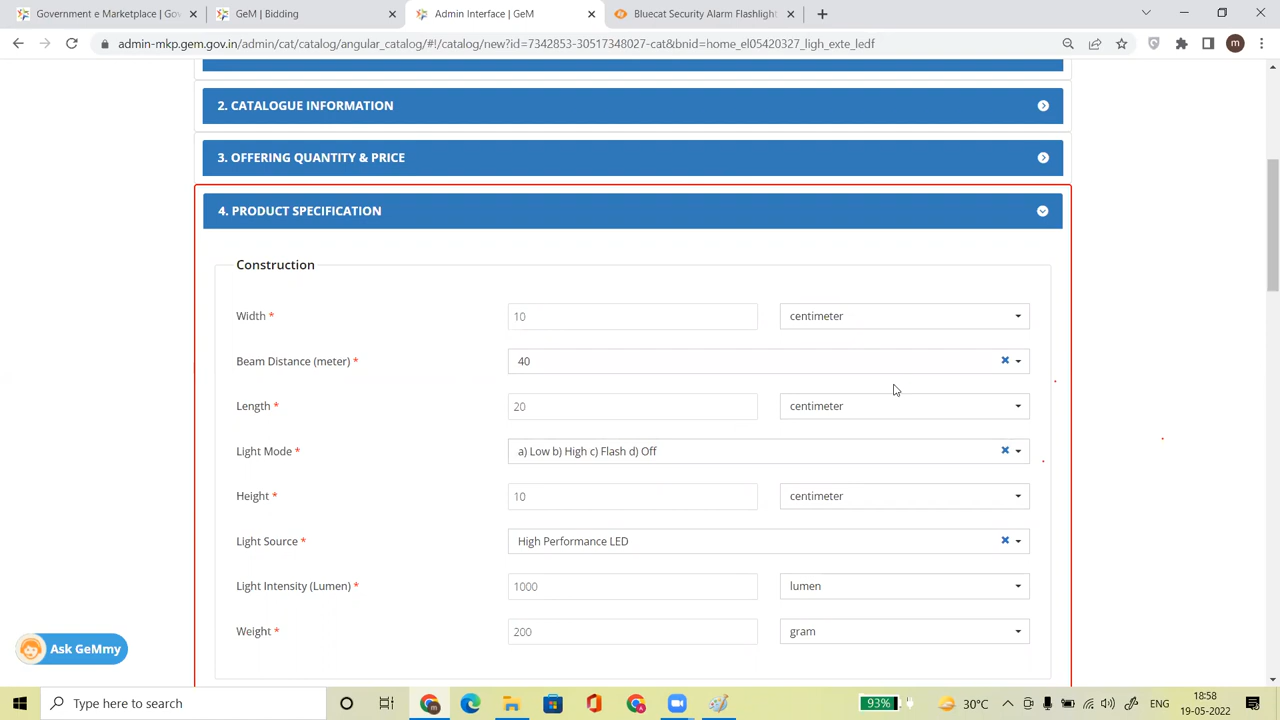 Government e Marketplace | Gov
GeM | Bidding
Admin Interface | GeM
Bluecat Security Alarm Flashlight
admin-mkp.gem.gov.in/admin/cat/catalog/angular_catalog/#!/catalog/new?id=7342853-30517348027-cat&bnid=home_el05420327_ligh_exte_ledf
m
2. CATALOGUE INFORMATION
3. OFFERING QUANTITY & PRICE
4. PRODUCT SPECIFICATION
Construction
Width * 10 centimeter
Beam Distance (meter) * 40
Length * 20 centimeter
Light Mode * a) Low b) High c) Flash d) Off
Height * 10 centimeter
Light Source * High Performance LED
Light Intensity (Lumen) * 1000 lumen
Weight * 200 gram
Ask GeMmy
Type here to search
93%
30°C
ENG
18:58
19-05-2022